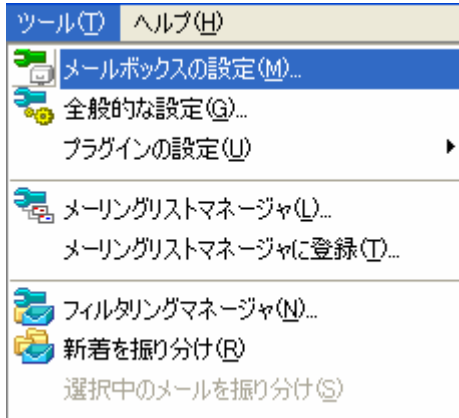 ツール(T) ヘルプ(H)
メールボックスの設定(M)...
全般的な設定(G)...
プラグインの設定(U)
メーリングリストマネージャ(L)...
メーリングリストマネージャに登録(T)...
フィルタリングマネージャ(N)...
新着を振り分け(R)
選択中のメールを振り分け(S)